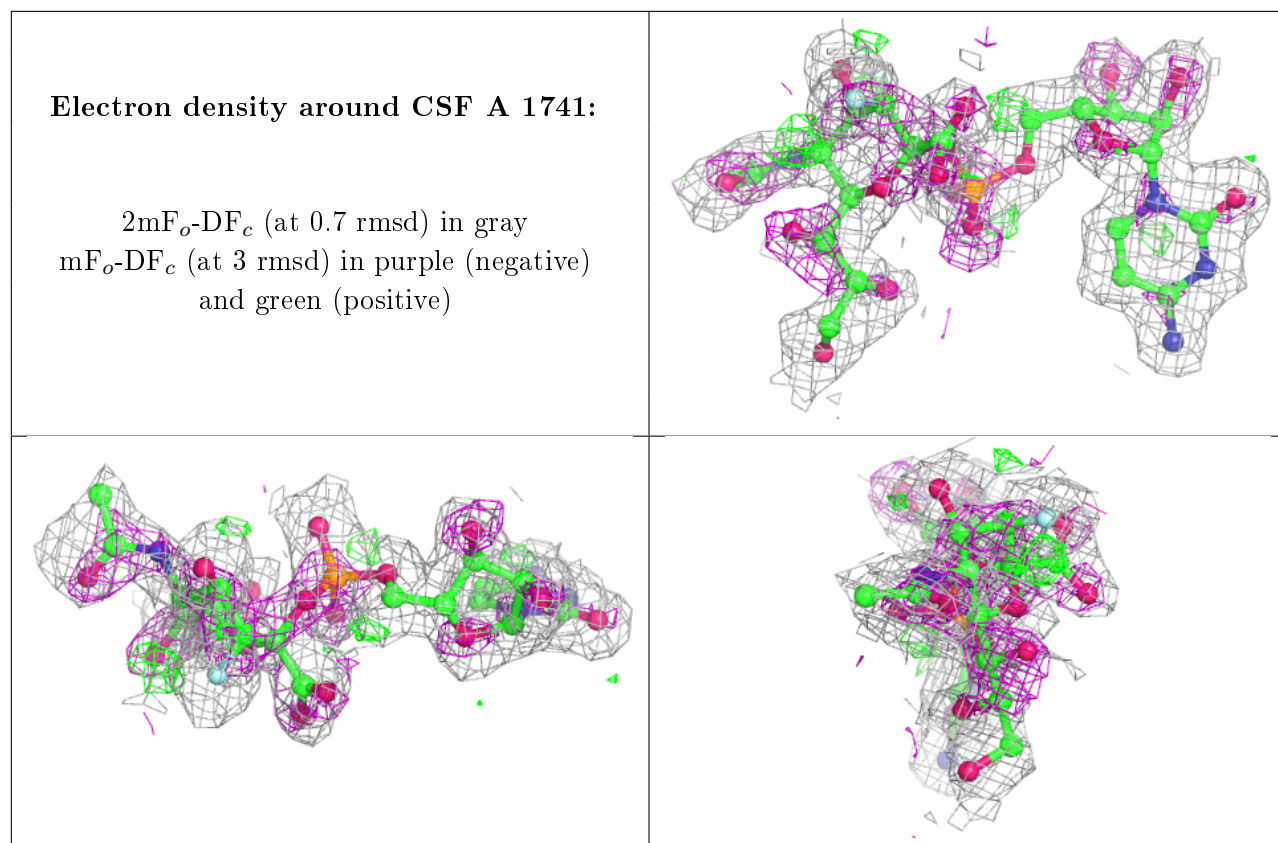 Electron density around CSF A 1741:
2mFo-DFc (at 0.7 rmsd) in gray
mFo-DFc (at 3 rmsd) in purple (negative)
and green (positive)